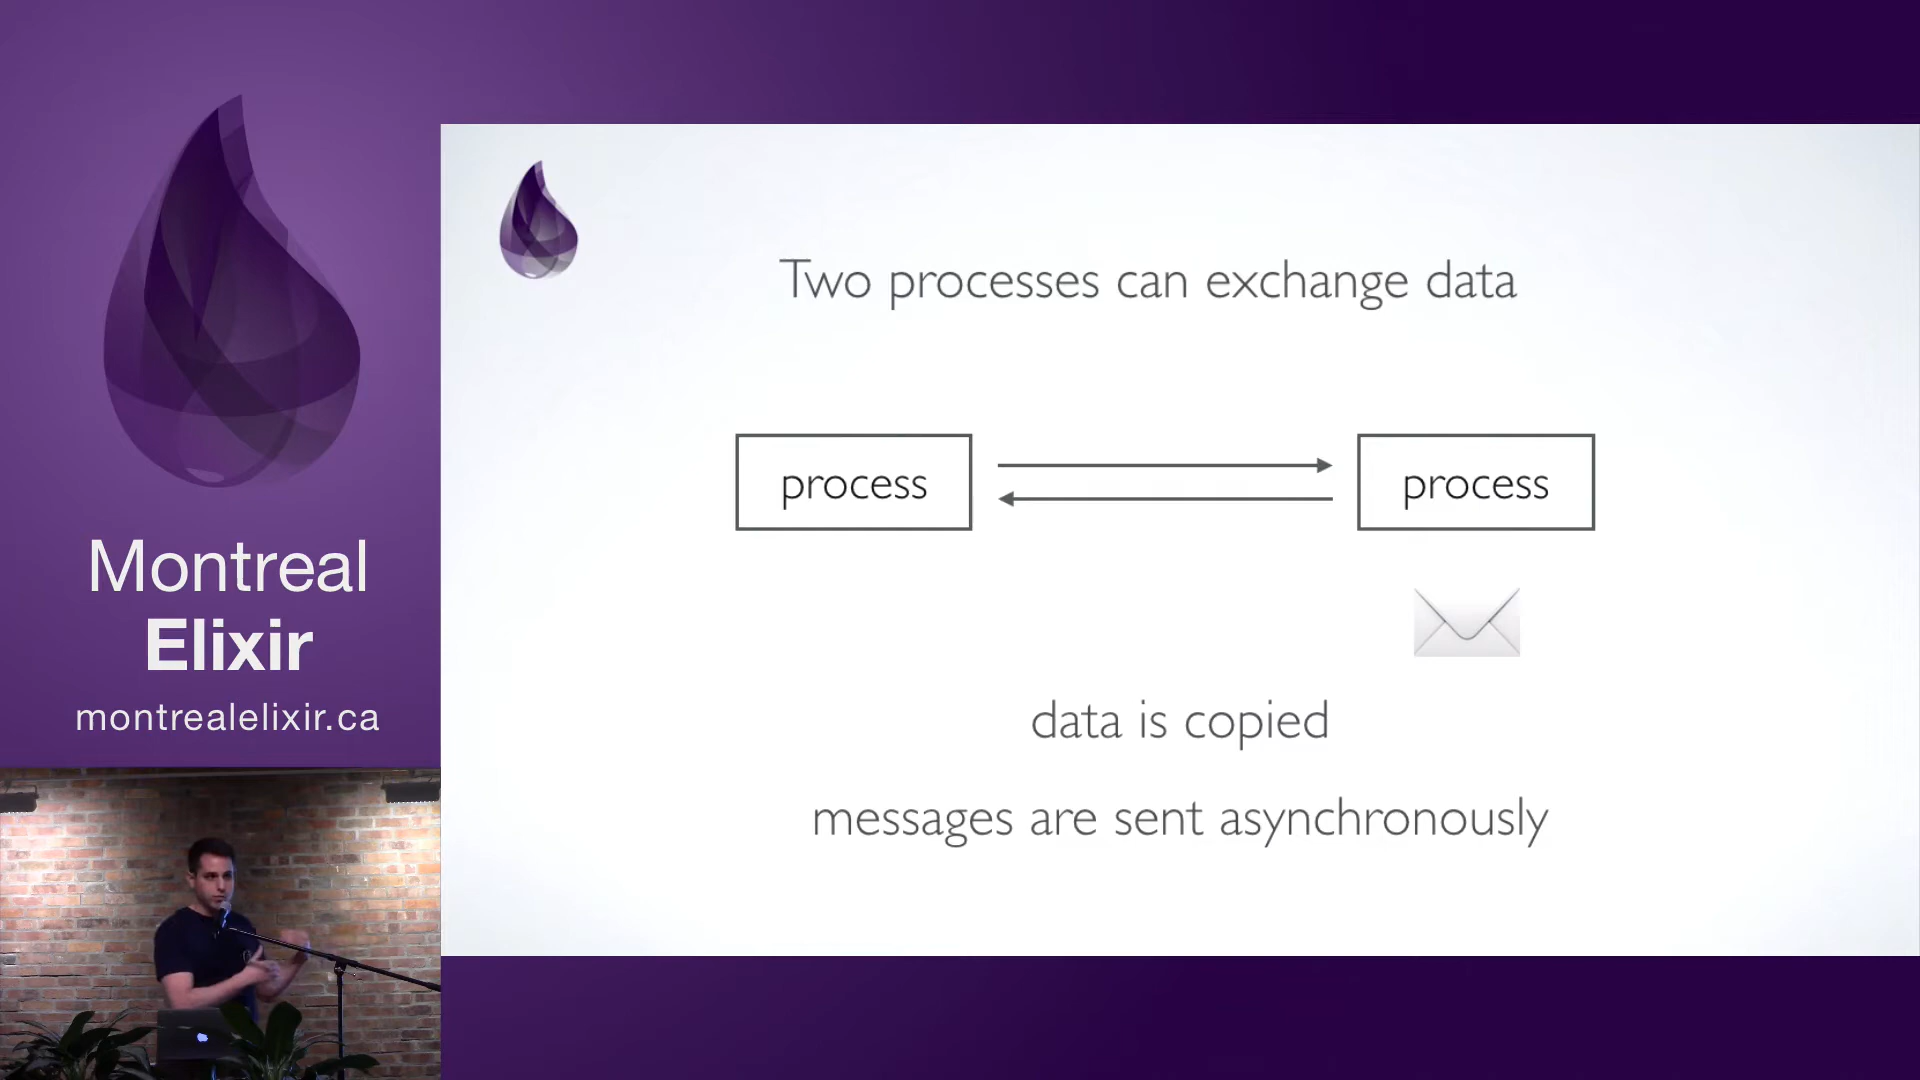 Montreal
Elixir
montrealelixir.ca
Two processes can exchange data
process
process
data is copied
messages are sent asynchronously